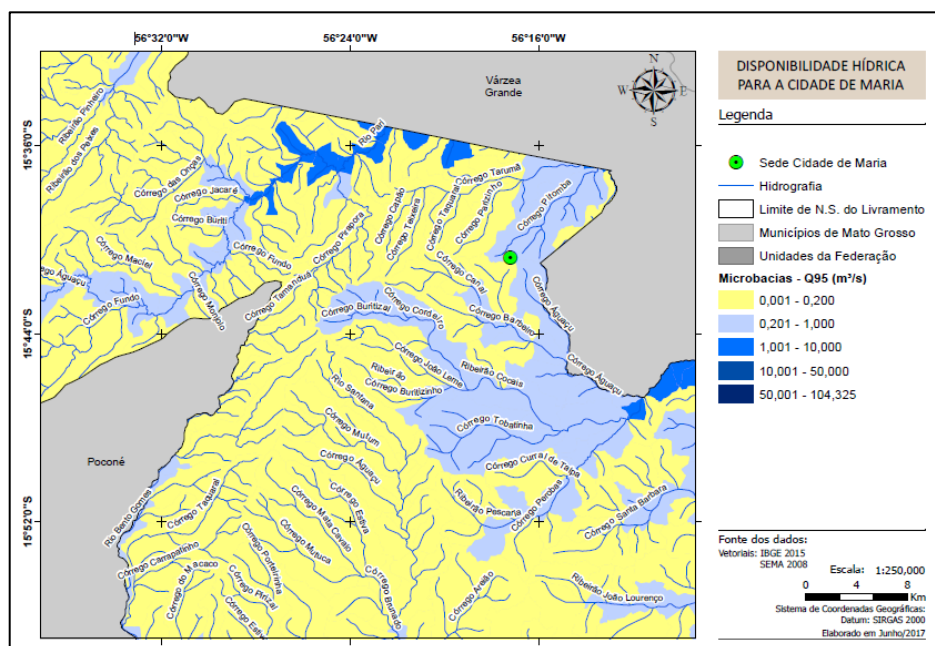 56°32'0"W
56°24'0"W
56°16'0"W
15°36'0"S
15°44'0"S
15°52'0"S
Várzea
Grande
N
W
E
S
Ribeirão Pinheiro
Ribeirão dos Peixes
Rio Pari
Córrego das Onças
Córrego Jacaré
Córrego Buriti
Córrego Tarumã
Córrego Pitomba
Córrego Capão
Córrego Teixeira
Córrego Taquaral
Córrego Padizinho
Córrego Pirapora
Córrego Fundo
Córrego Maciel
Córrego Aguaçu
Córrego Fundo
Córrego Monjolo
Córrego Tamanduá
Córrego Canal
Córrego Aguaçu
Córrego Buritizal
Córrego Cordeiro
Córrego Barbeiro
Córrego João Leme
Ribeirão Cocais
Córrego Aguaçu
Ribeirão
Córrego Buritizinho
Rio Santana
Córrego Tobatinha
Córrego Mutum
Córrego Aguaçu
Córrego Curral de Taipa
Poconé
Rio Bento Gomes
Córrego Taquaral
Córrego Estiva
Córrego Mata Cavalo
Ribeirão Pescaria
Córrego Perobas
Córrego Santa Barbara
Córrego Carrapatinho
Córrego do Macaco
Córrego Porteirinha
Córrego Mutuca
Córrego Pirizal
Córrego Estiva
Córrego Brunado
Córrego Areião
Ribeirão João Lourenço
DISPONIBILIDADE HÍDRICA
PARA A CIDADE DE MARIA
Legenda
Sede Cidade de Maria
Hidrografia
Limite de N.S. do Livramento
Municípios de Mato Grosso
Unidades da Federação
Microbacias - Q95 (m³/s)
0,001 - 0,200
0,201 - 1,000
1,001 - 10,000
10,001 - 50,000
50,001 - 104,325
Fonte dos dados:
Vetoriais: IBGE 2015
SEMA 2008
Escala: 1:250,000
0 4 8
Km
Sistema de Coordenadas Geográficas:
Datum: SIRGAS 2000
Elaborado em Junho/2017